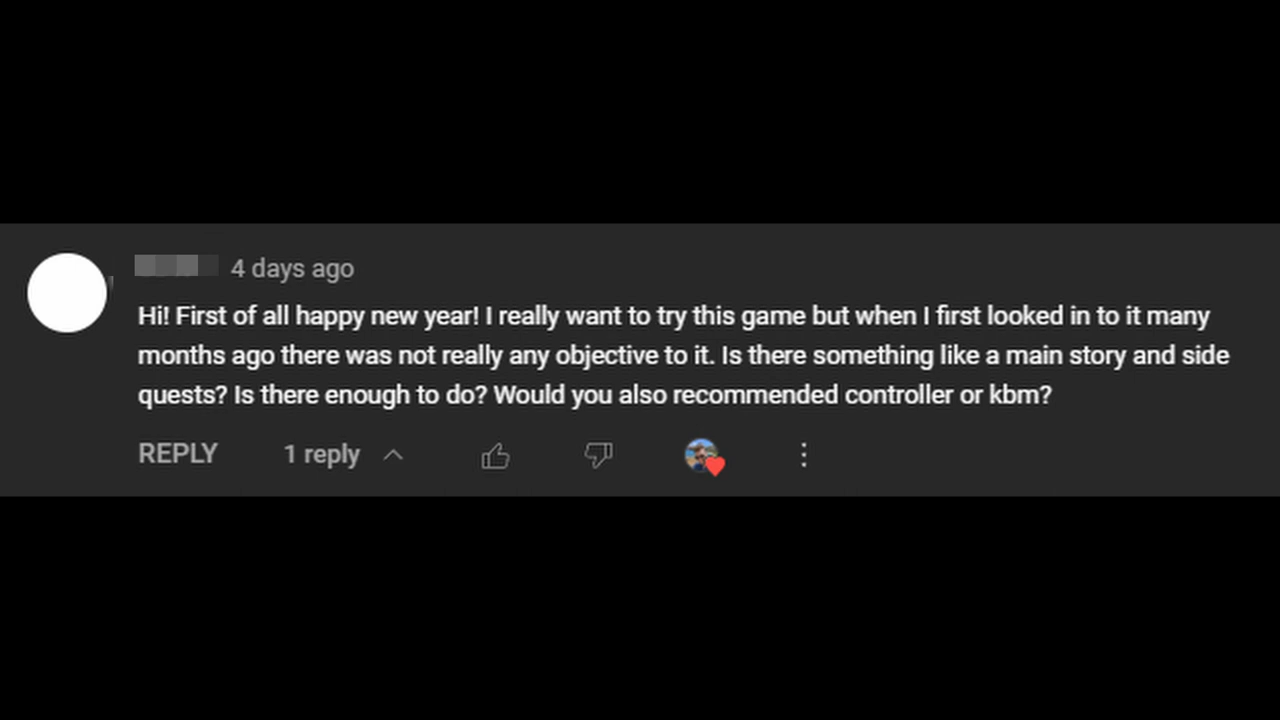 4 days ago
Hi! First of all happy new year! I really want to try this game but when I first looked in to it many
months ago there was not really any objective to it. Is there something like a main story and side
quests? Is there enough to do? Would you also recommended controller or kbm?
REPLY 1 reply